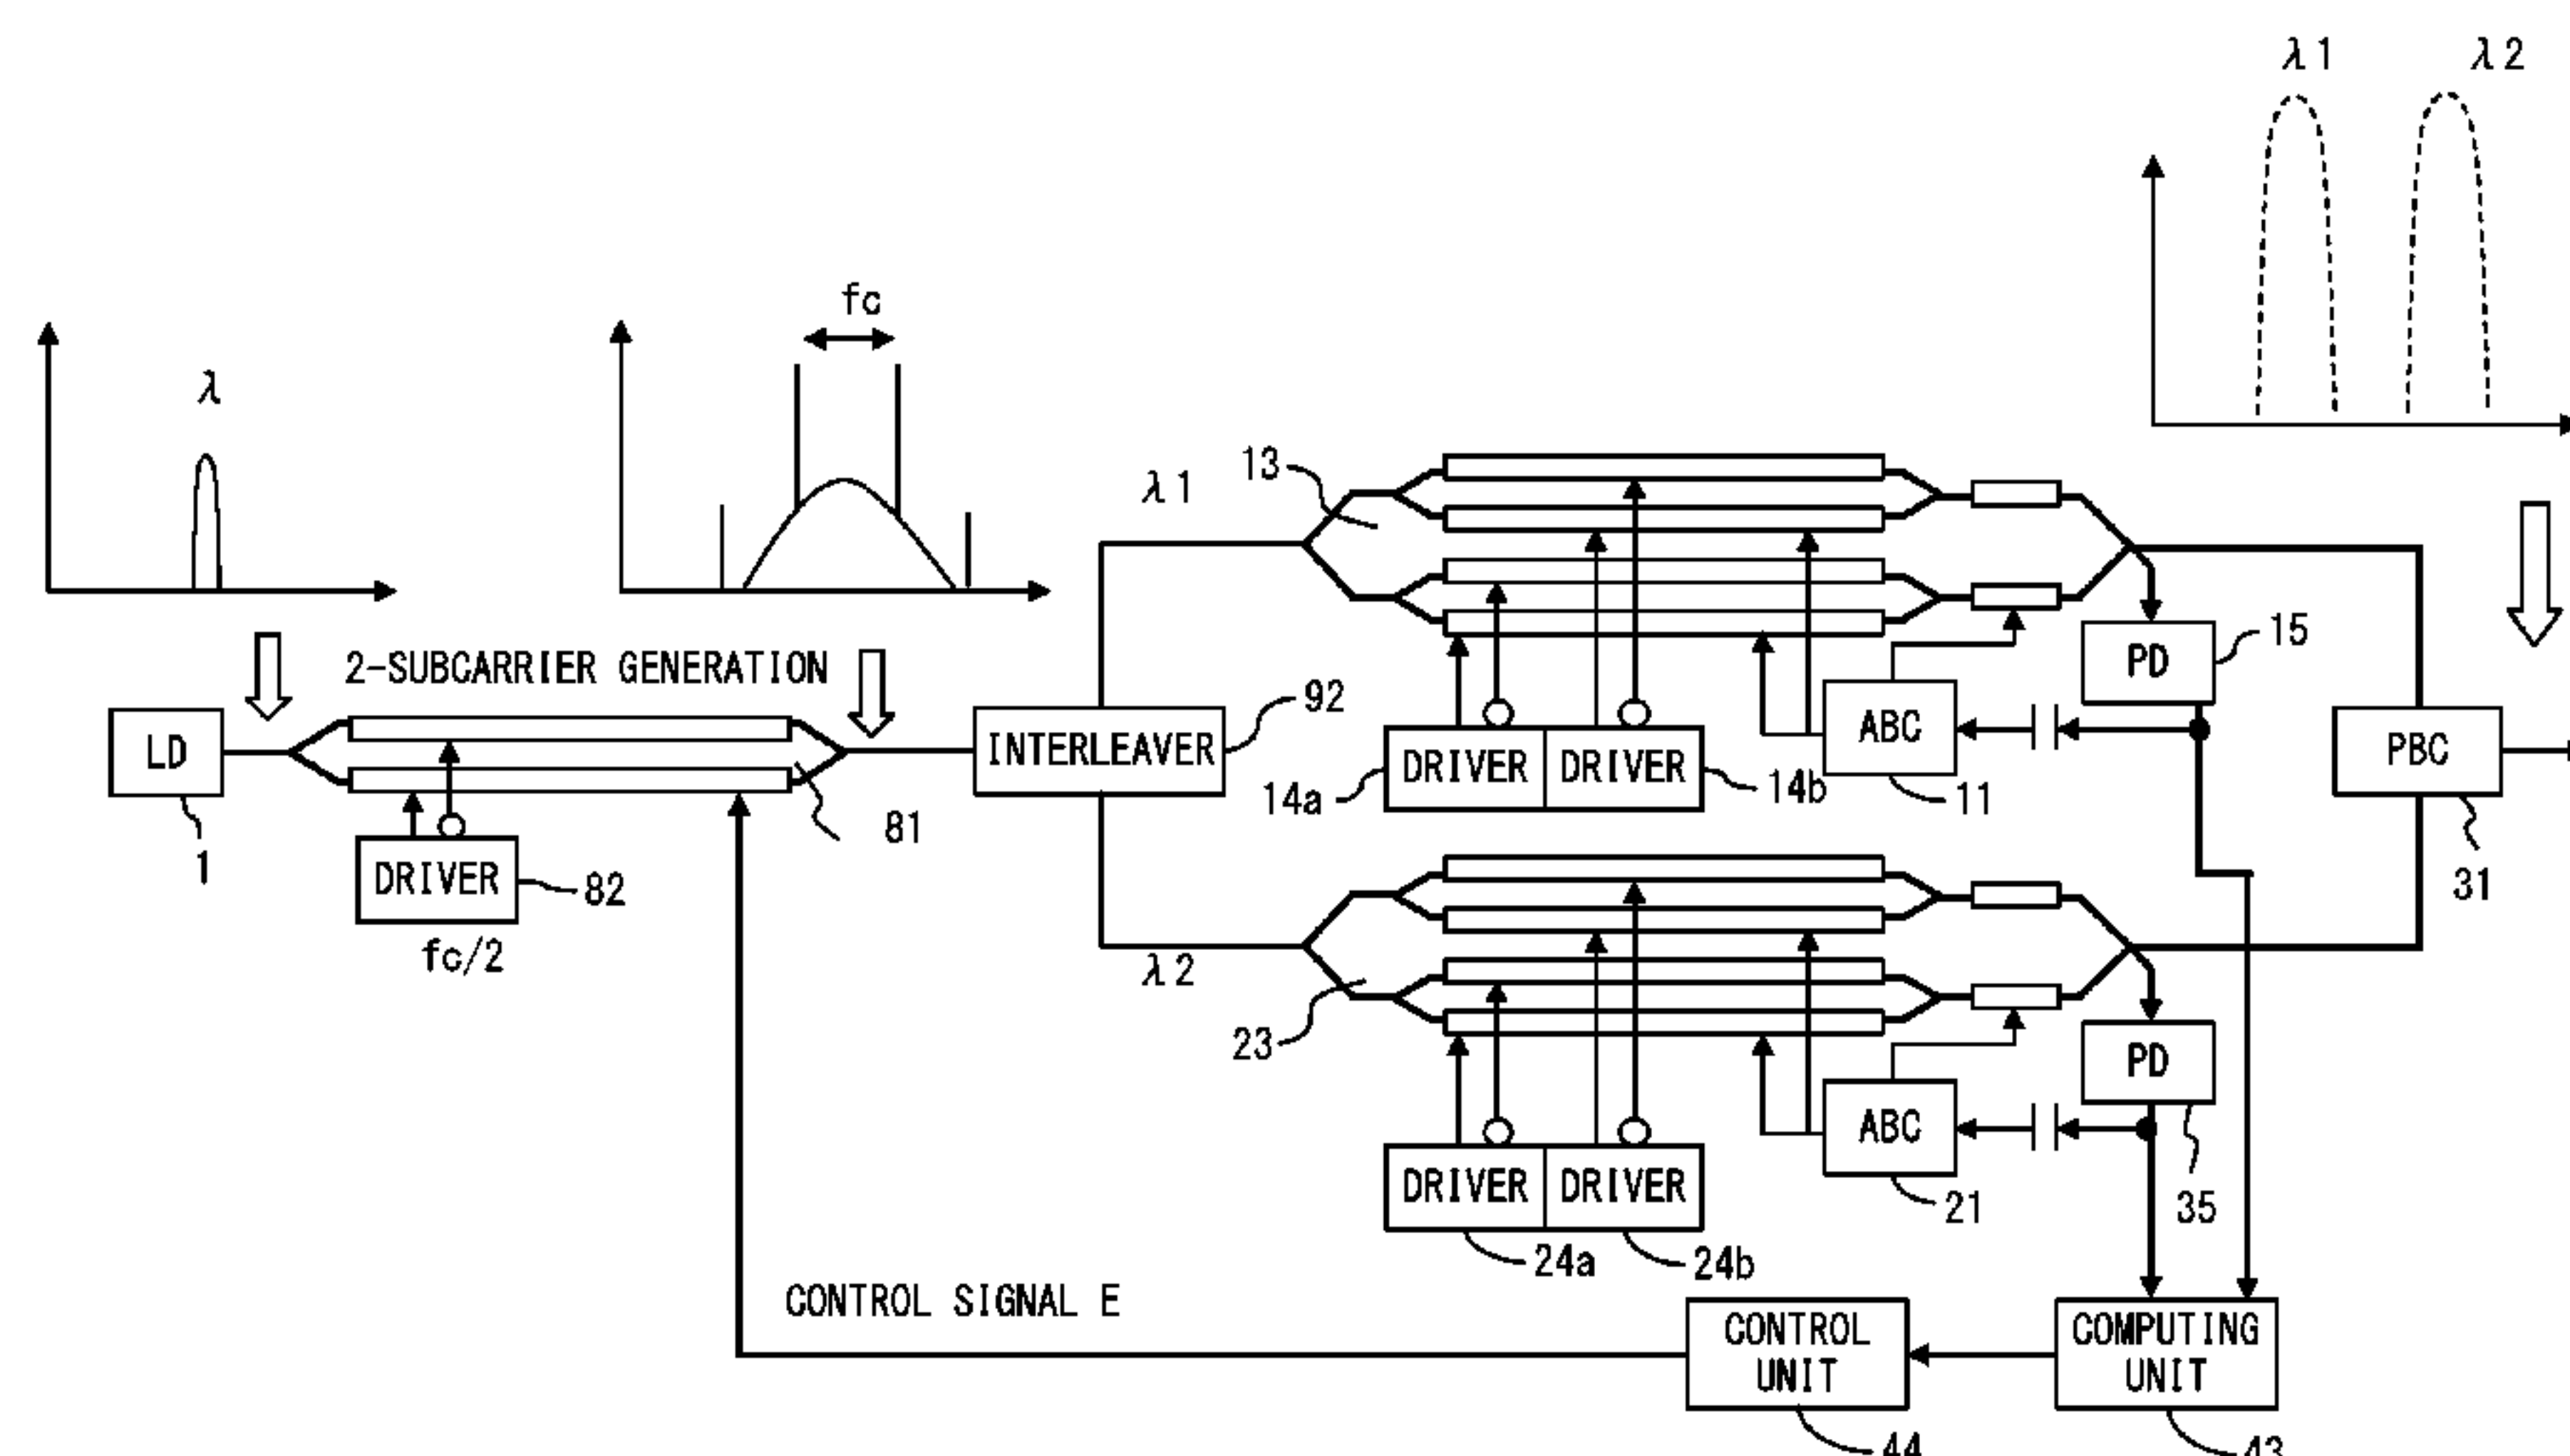 λ1
λ2
fc
λ
λ1
13
15
2-SUBCARRIER GENERATION
PD
LD
INTERLEAVER
92
DRIVER
DRIVER
ABC
PBC
14a
14b
11
1
81
DRIVER
82
31
fc/2
λ2
23
PD
ABC
DRIVER
DRIVER
21
35
24a
24b
CONTROL SIGNAL E
CONTROL
UNIT
COMPUTING
UNIT
44
43